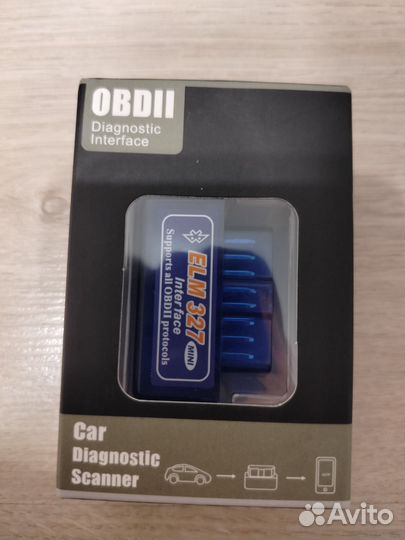 OBDII
Diagnostic
Interface
ELM 327
MINI
Interface
Supports all OBDII protocols
Car
Diagnostic
Scanner
Avito